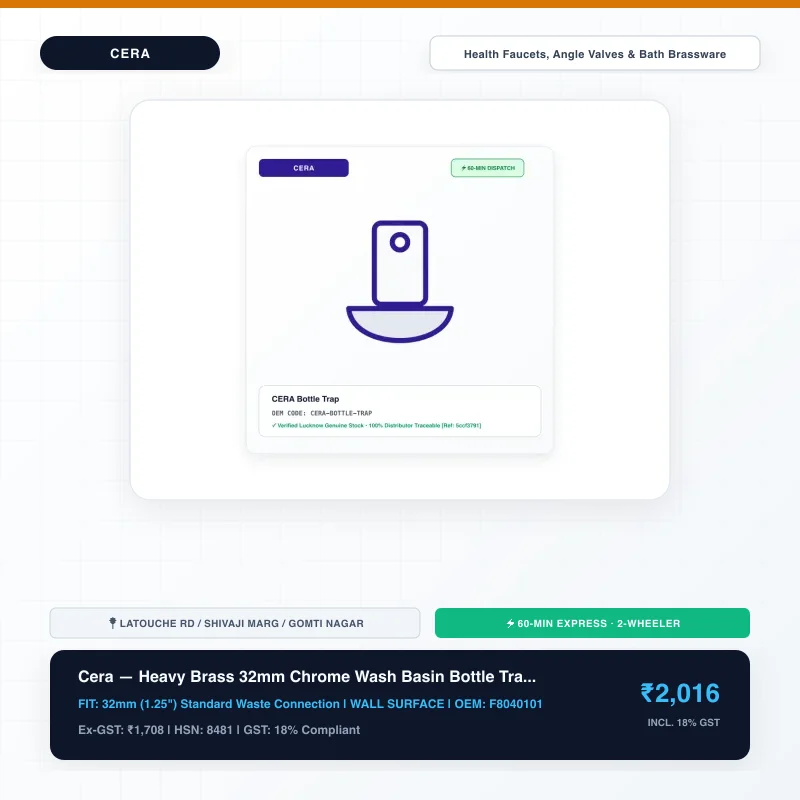 CERA
Health Faucets, Angle Valves & Bath Brassware
CERA
⚡60-MIN DISPATCH
CERA Bottle Trap
OEM CODE: CERA-BOTTLE-TRAP
✓ Verified Lucknow Genuine Stock · 100% Distributor Traceable [Ref: 5ccf3791]
📍LATOUCHE RD / SHIVAJI MARG / GOMTI NAGAR
⚡60-MIN EXPRESS · 2-WHEELER
Cera — Heavy Brass 32mm Chrome Wash Basin Bottle Tra...
FIT: 32mm (1.25") Standard Waste Connection | WALL SURFACE | OEM: F8040101
Ex-GST: ₹1,708 | HSN: 8481 | GST: 18% Compliant
₹2,016
INCL. 18% GST